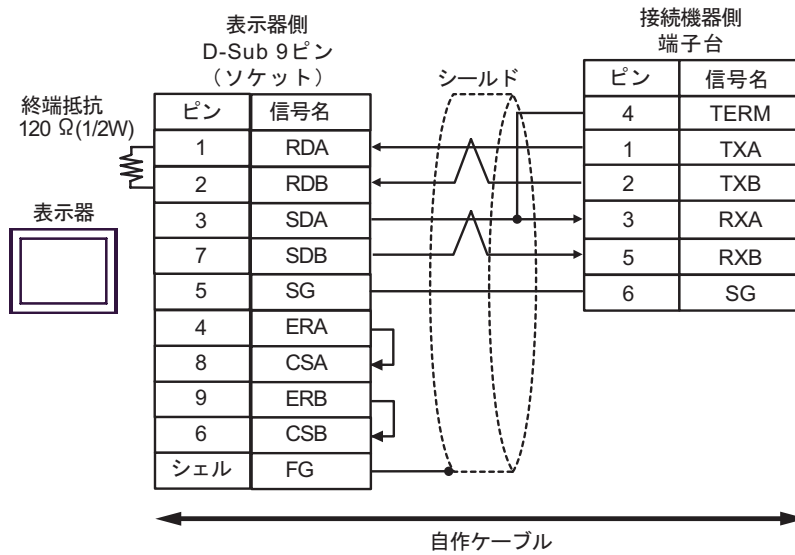 表示器側
D-Sub 9ピン
(ソケット)
接続機器側
端子台
シールド
終端抵抗
120 Ω(1/2W)
表示器
ピン 信号名
1 RDA
2 RDB
3 SDA
7 SDB
5 SG
4 ERA
8 CSA
9 ERB
6 CSB
シェル FG
ピン 信号名
4 TERM
1 TXA
2 TXB
3 RXA
5 RXB
6 SG
自作ケーブル